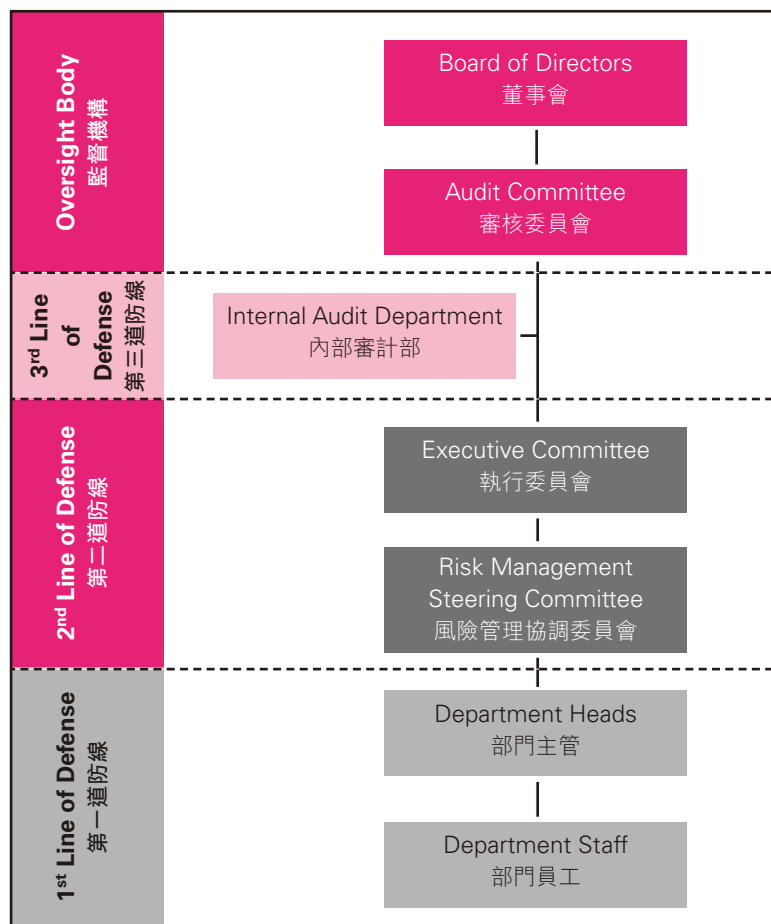 Oversight Body
監督機構
Board of Directors
董事會
Audit Committee
審核委員會
3rd Line
of
Defense
第三道防線
Internal Audit Department
內部審計部
2nd Line of Defense
第二道防線
Executive Committee
執行委員會
Risk Management
Steering Committee
風險管理協調委員會
1st Line of Defense
第一道防線
Department Heads
部門主管
Department Staff
部門員工